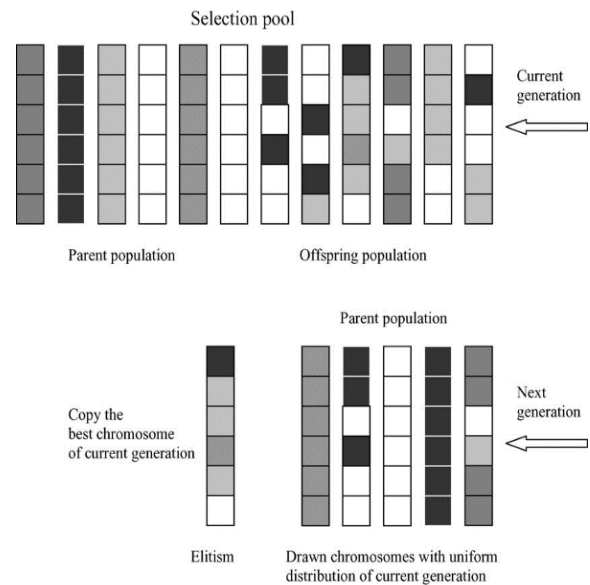 Selection pool
Current
generation
Parent population
Offspring population
Parent population
Copy the
best chromosome
of current generation
Next
generation
Elitism
Drawn chromosomes with uniform
distribution of current generation